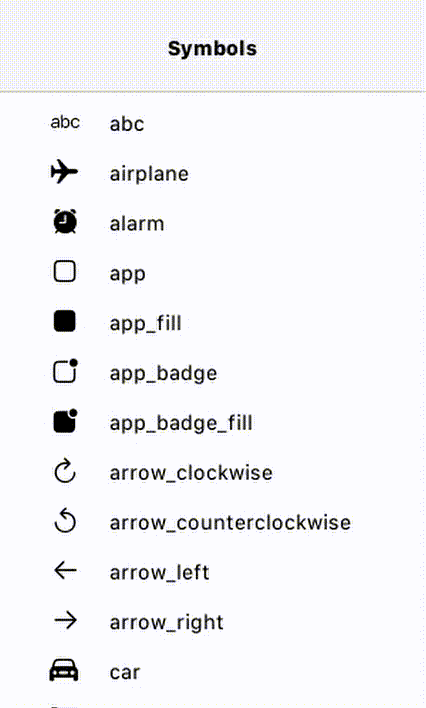 Symbols
abc abc
airplane
alarm
app
app_fill
app_badge
app_badge_fill
arrow_clockwise
arrow_counterclockwise
arrow_left
arrow_right
car